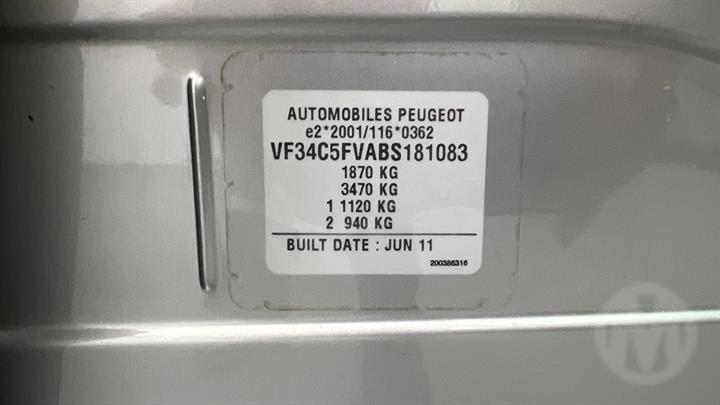 AUTOMOBILES PEUGEOT
e2*2001/116*0362
VF34C5FVABS181083
1870 KG
3470 KG
1 1120 KG
2 940 KG
BUILT DATE : JUN 11
200386316
M